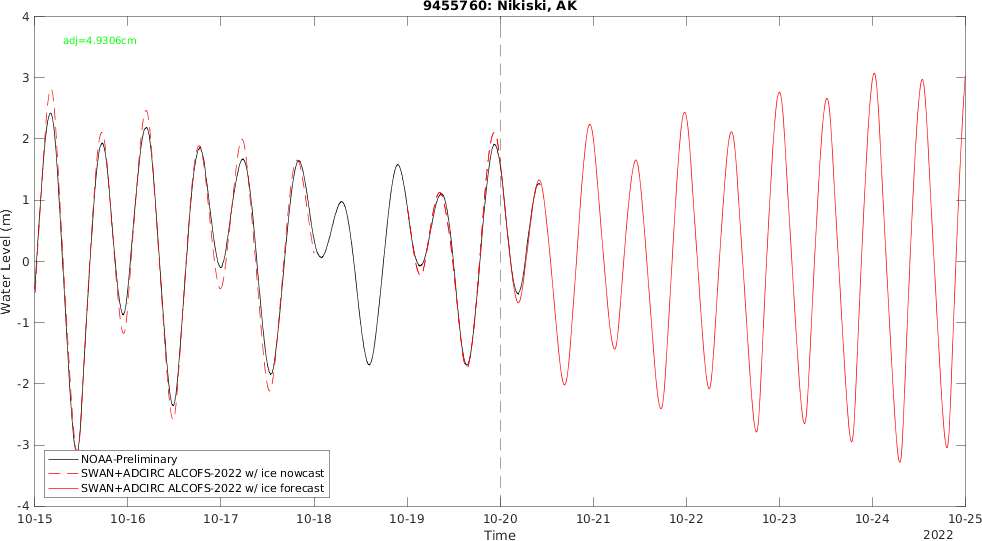 9455760: Nikiski, AK
adj=4.9306cm
Water Level (m)
4
3
2
1
0
-1
-2
-3
-4
NOAA-Preliminary
SWAN+ADCIRC ALCOFS-2022 w/ ice nowcast
SWAN+ADCIRC ALCOFS-2022 w/ ice forecast
10-15 10-16 10-17 10-18 10-19 10-20 10-21 10-22 10-23 10-24 10-25
Time
2022